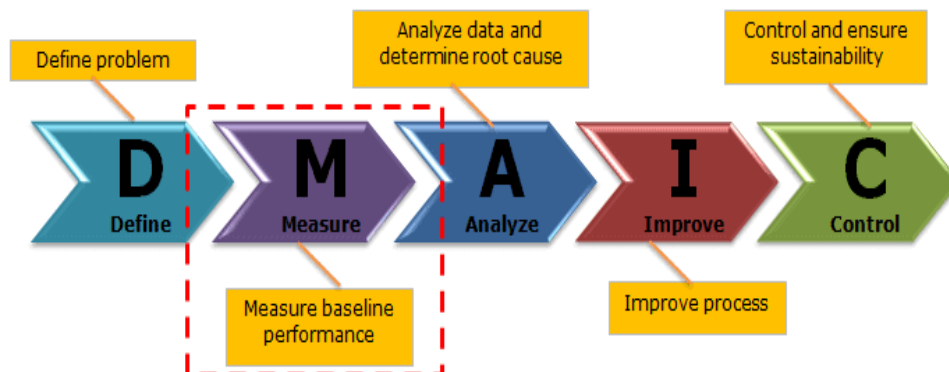 Define problem
Analyze data and
determine root cause
Control and ensure
sustainability
D
Define
M
Measure
A
Analyze
I
Improve
C
Control
Measure baseline
performance
Improve process